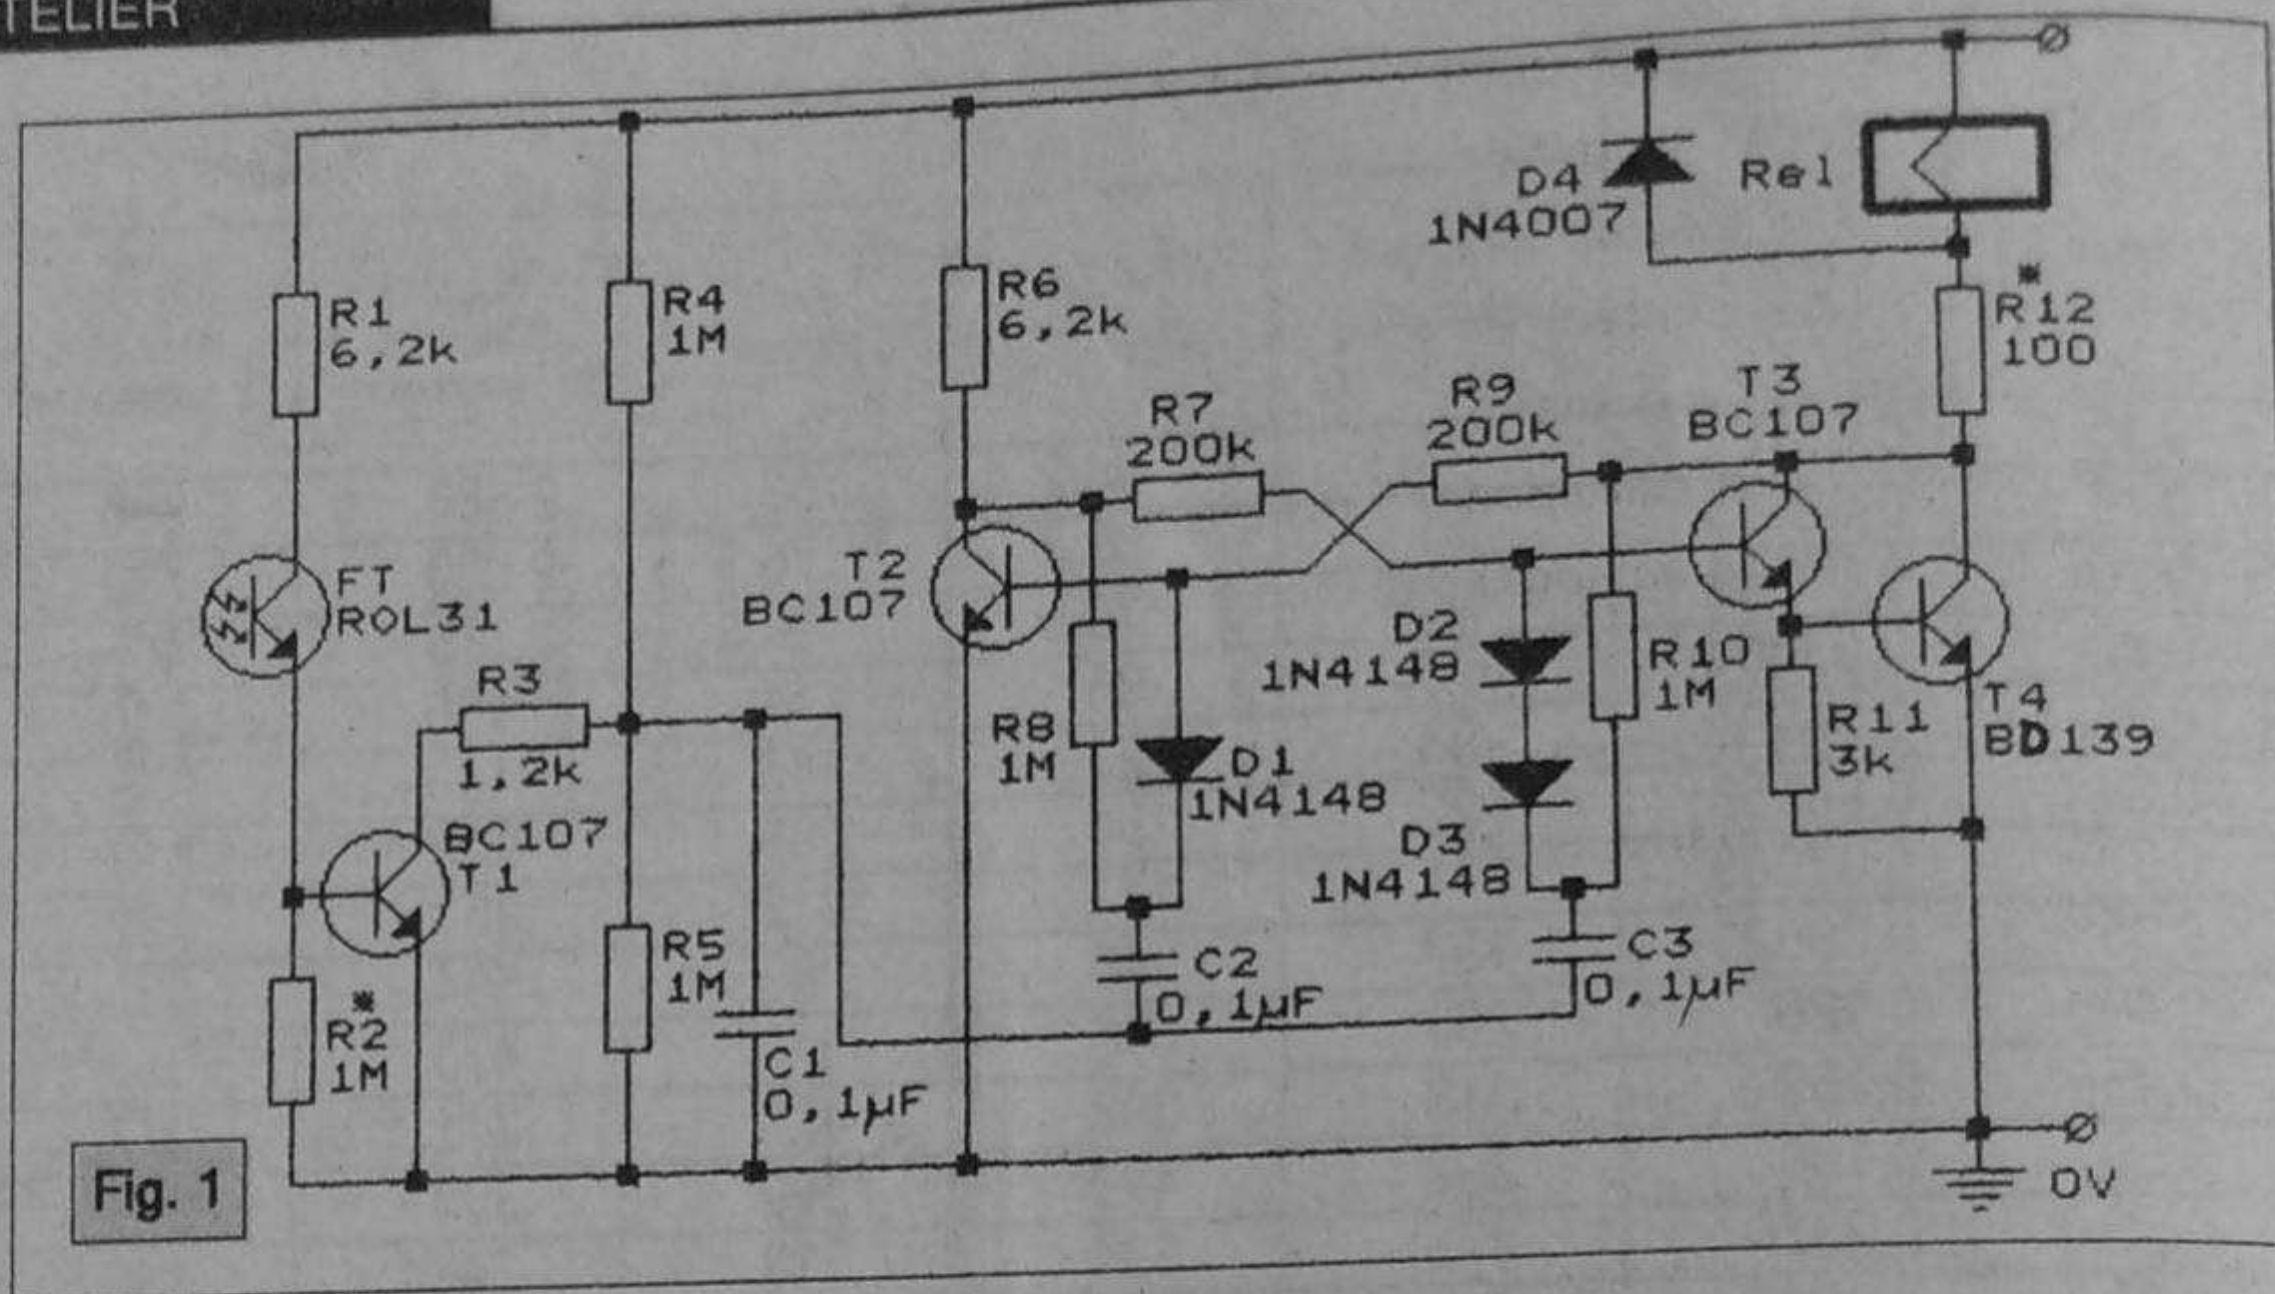 TELIER
D4
1N4007
Rel
R1
6,2k
R4
1M
R6
6,2k
*
R12
100
R7
200k
R9
200k
T3
BC107
FT
ROL31
T2
BC107
D2
1N4148
R10
1M
R3
1,2k
R8
1M
D1
1N4148
R11
3k
T4
BD139
BC107
T1
D3
1N4148
R5
1M
C2
0,1µF
C3
0,1µF
*
R2
1M
C1
0,1µF
Fig. 1
0V